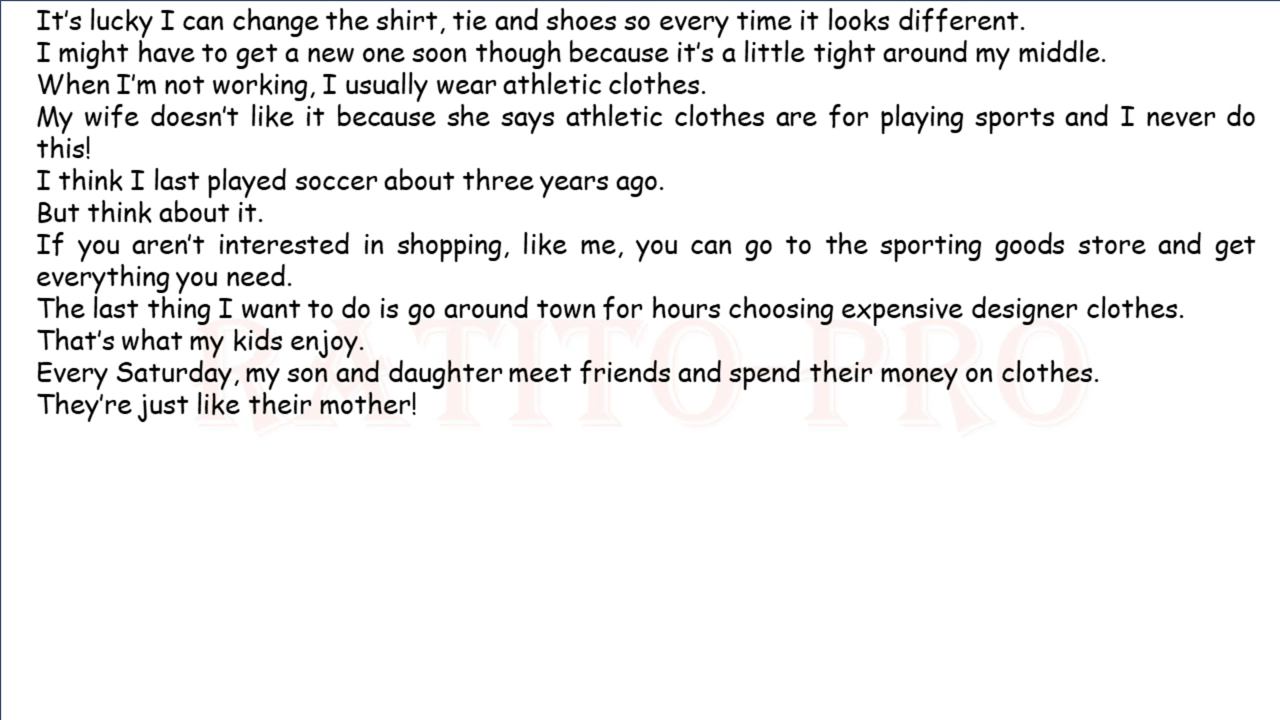 It's lucky I can change the shirt, tie and shoes so every time it looks different.
I might have to get a new one soon though because it's a little tight around my middle.
When I'm not working, I usually wear athletic clothes.
My wife doesn't like it because she says athletic clothes are for playing sports and I never do
this!
I think I last played soccer about three years ago.
But think about it.
If you aren't interested in shopping, like me, you can go to the sporting goods store and get
everything you need.
The last thing I want to do is go around town for hours choosing expensive designer clothes.
That's what my kids enjoy.
Every Saturday, my son and daughter meet friends and spend their money on clothes.
They're just like their mother!
RATITO PRO